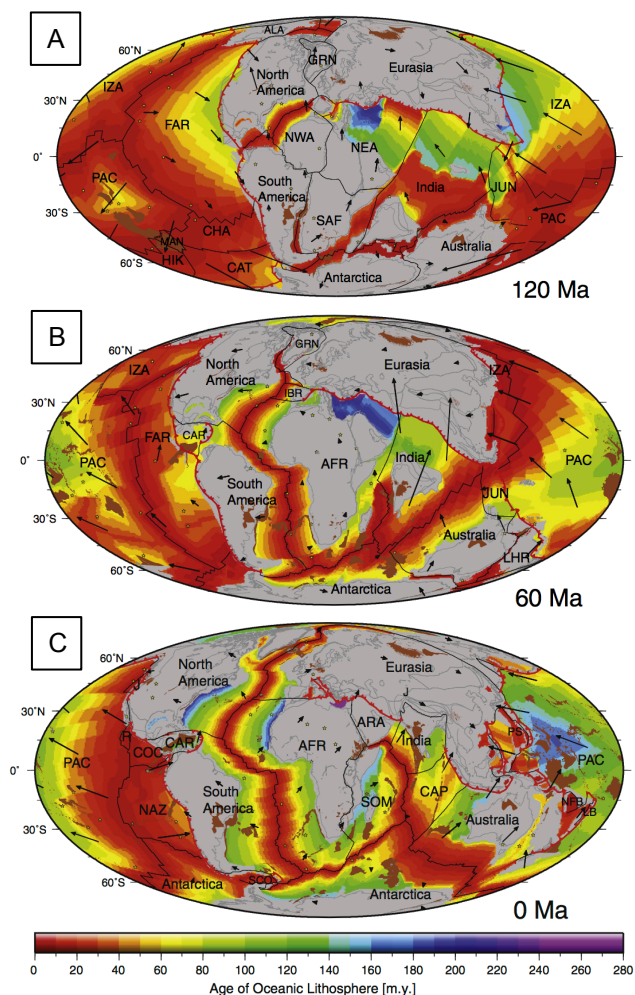 A
ALA
60˚N
GRN
North
America
Eurasia
IZA
IZA
30˚N
FAR
NWA
NEA
0˚
PAC
South
America
India
JUN
30˚S
SAF
PAC
CHA
MAN
Australia
HIK
60˚S
CAT
Antarctica
120 Ma
B
60˚N
GRN
North
America
Eurasia
IZA
IZA
30˚N
IBR
FAR
CAR
AFR
India
0˚
PAC
PAC
South
America
JUN
30˚S
Australia
LHR
60˚S
Antarctica
60 Ma
C
60˚N
North
America
Eurasia
J
30˚N
ARA
R
CAR
AFR
India
PS
COC
PAC
PAC
0˚
South
America
SOM
CAP
NAZ
NFB
LB
30˚S
Australia
60˚S
Antarctica
SCO
Antarctica
0 Ma
0 20 40 60 80 100 120 140 160 180 200 220 240 260 280
Age of Oceanic Lithosphere [m.y.]